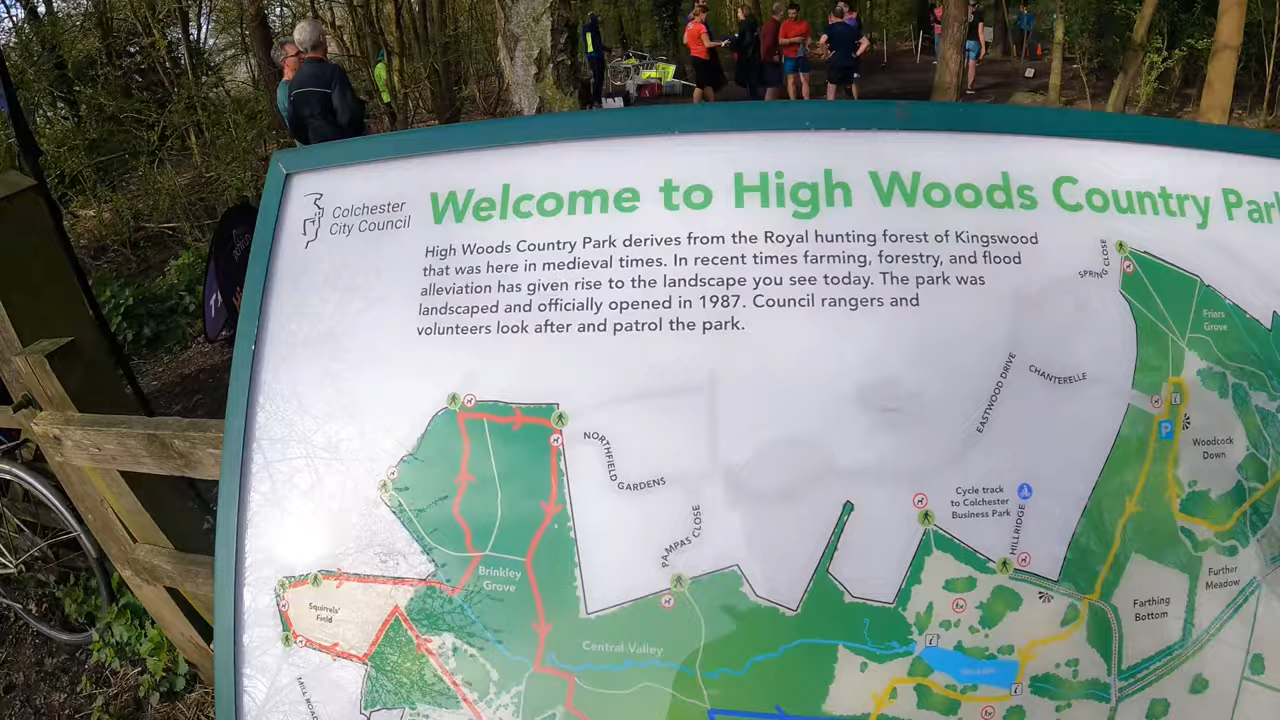 Welcome to High Woods Country Par
Colchester
City Council
High Woods Country Park derives from the Royal hunting forest of Kingswood
that was here in medieval times. In recent times farming, forestry, and flood
alleviation has given rise to the landscape you see today. The park was
landscaped and officially opened in 1987. Council rangers and
volunteers look after and patrol the park.
SPRING CLOSE
Friars
Grove
EASTWOOD DRIVE
CHANTERELLE
P
Woodcock
Down
NORTHFIELD
GARDENS
Cycle track
to Colchester
Business Park
HILLRIDGE
PAMPAS CLOSE
Brinkley
Grove
Further
Meadow
Squirrels'
Field
Farthing
Bottom
Central Valley
MILL ROAD